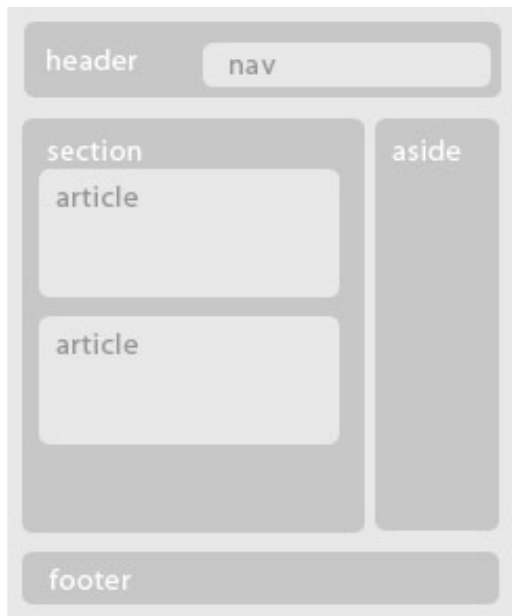 header
nav
section
aside
article
article
footer